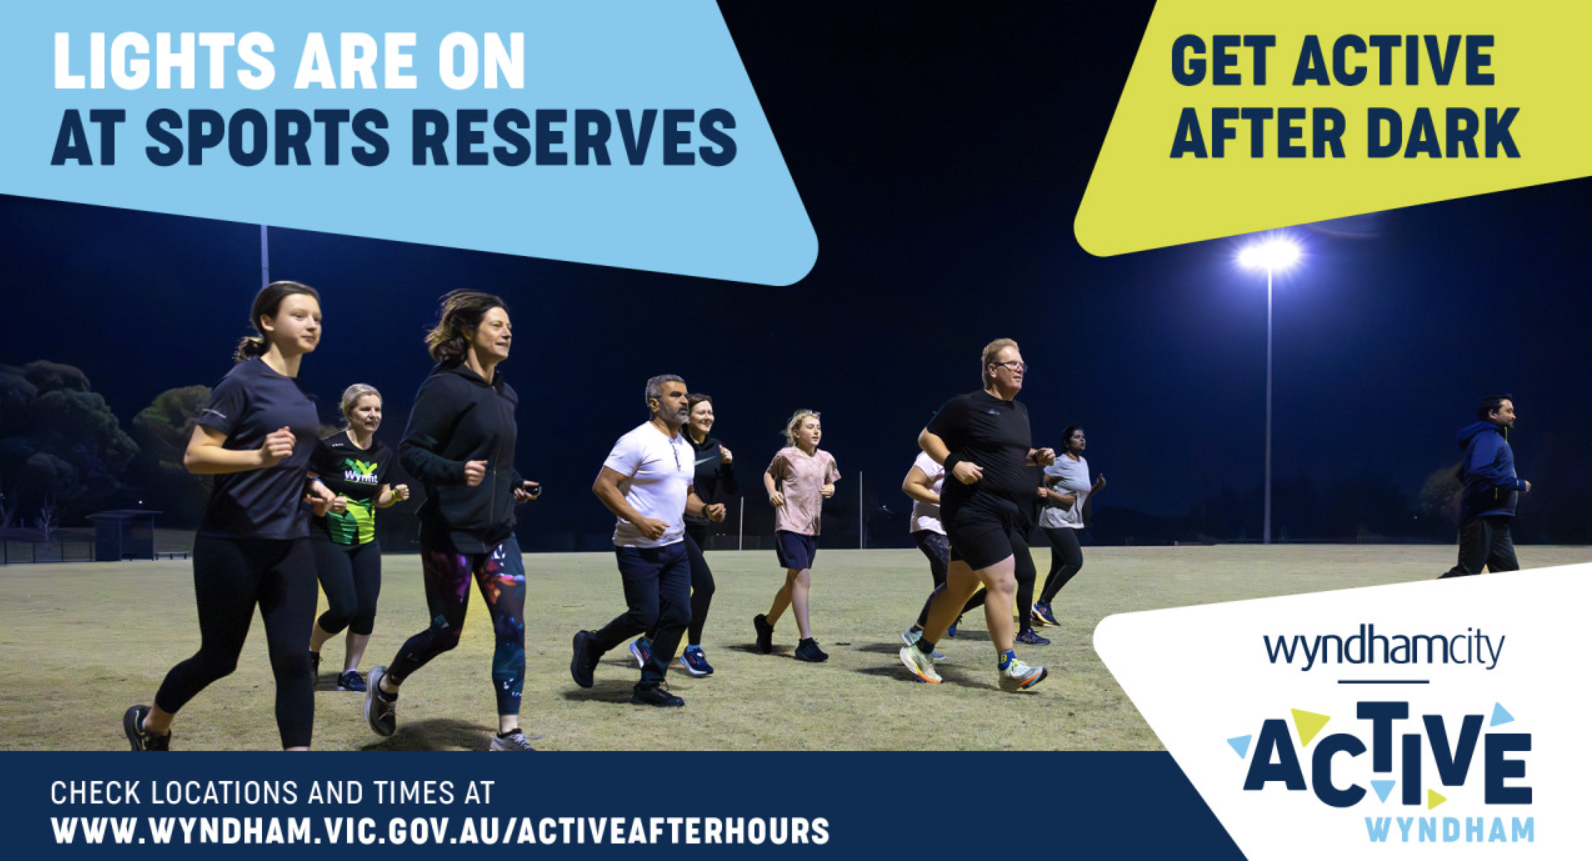 LIGHTS ARE ON
AT SPORTS RESERVES
GET ACTIVE
AFTER DARK
Wynfit
CHECK LOCATIONS AND TIMES AT
WWW.WYNDHAM.VIC.GOV.AU/ACTIVEAFTERHOURS
wyndhamcity
ACTIVE
WYNDHAM